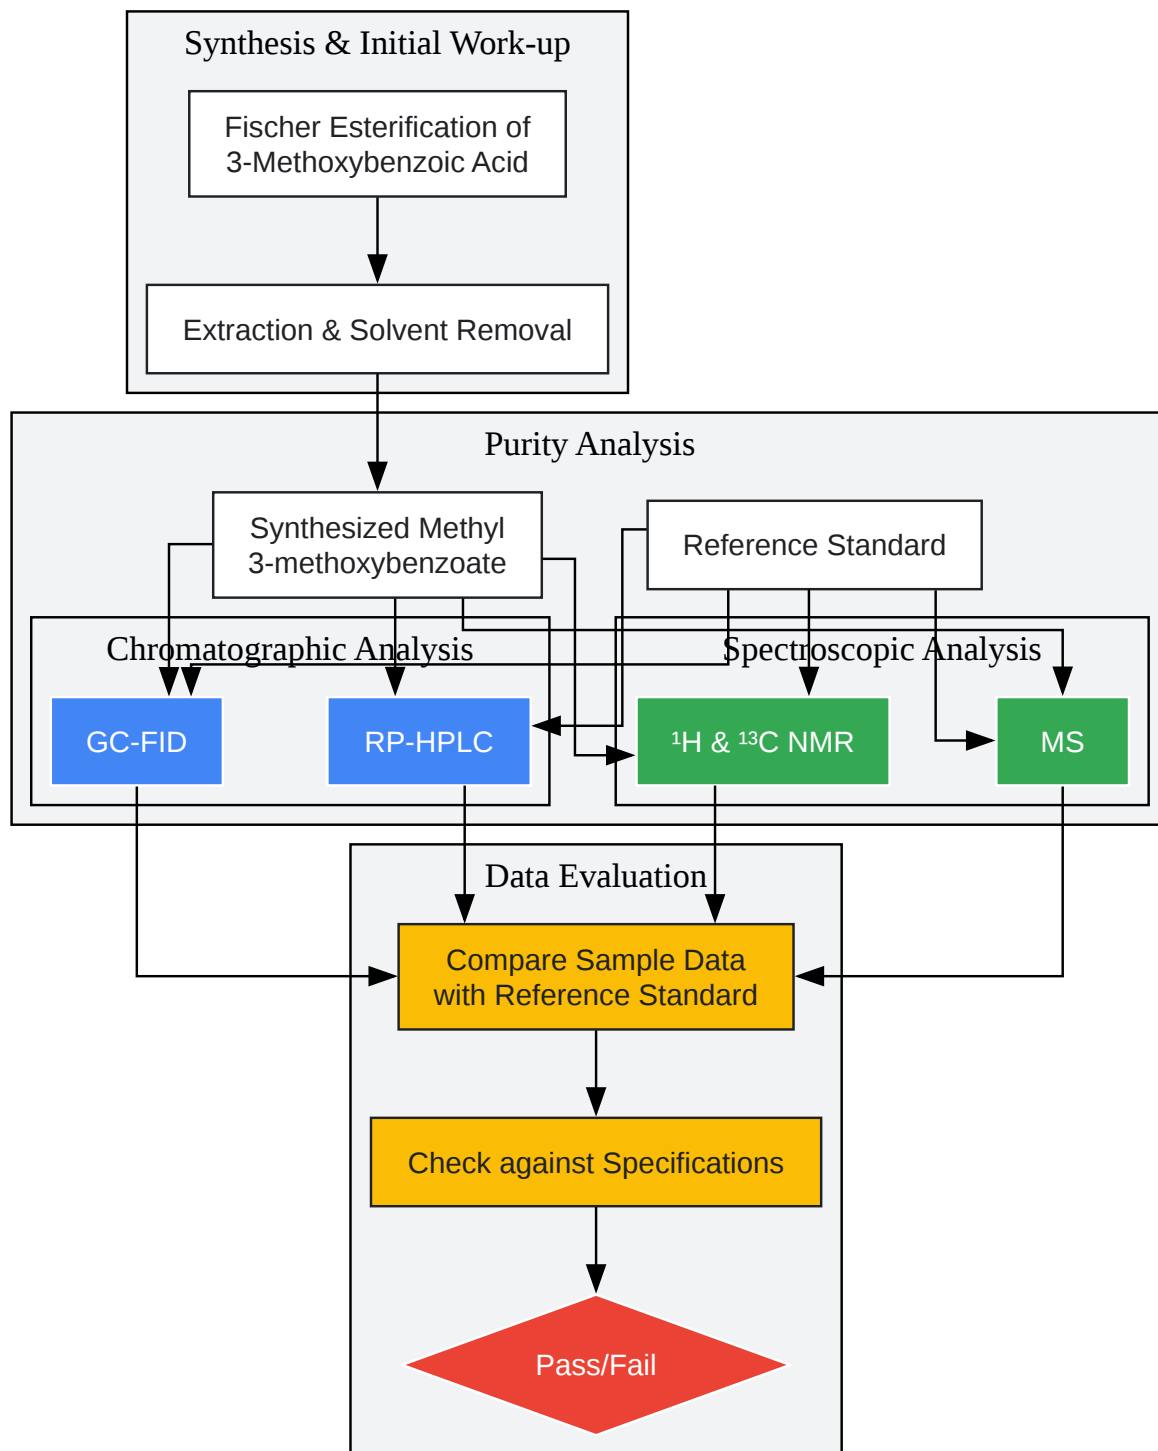 Synthesis & Initial Work-up
Fischer Esterification of
3-Methoxybenzoic Acid
Extraction & Solvent Removal
Purity Analysis
Synthesized Methyl
3-methoxybenzoate
Reference Standard
Chromatographic Analysis
Spectroscopic Analysis
GC-FID
RP-HPLC
¹H & ¹³C NMR
MS
Data Evaluation
Compare Sample Data
with Reference Standard
Check against Specifications
Pass/Fail